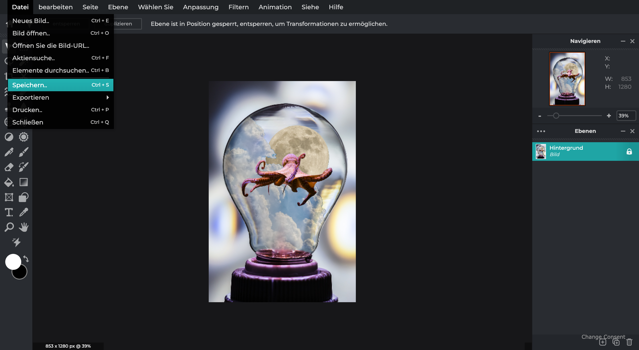 Datei bearbeiten Seite Ebene Wählen Sie Anpassung Filtern Animation Siehe Hilfe
Neues Bild.. Ctrl + E
Bild öffnen.. Ctrl + O
Öffnen Sie die Bild-URL..
Aktiensuche.. Ctrl + F
Elemente durchsuchen.. Ctrl + B
Speichern.. Ctrl + S
Exportieren
Drucken.. Ctrl + P
Schließen Ctrl + Q
Ebene ist in Position gesperrt, entsperren, um Transformationen zu ermöglichen.
Navigieren
X:
Y:
W: 853
H: 1280
39%
Ebenen
Hintergrund
Bild
Change Consent
853 x 1280 px @ 39%